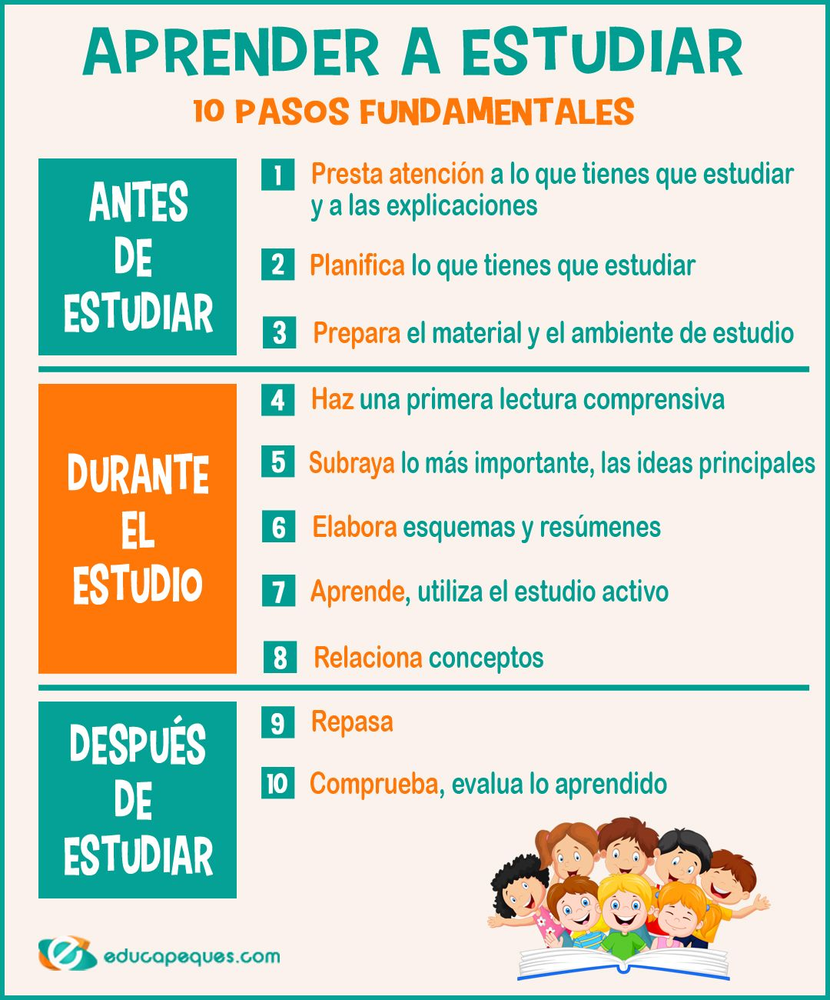 APRENDER A ESTUDIAR
10 PASOS FUNDAMENTALES
ANTES
DE
ESTUDIAR
1 Presta atención a lo que tienes que estudiar
y a las explicaciones
2 Planifica lo que tienes que estudiar
3 Prepara el material y el ambiente de estudio
DURANTE
EL
ESTUDIO
4 Haz una primera lectura comprensiva
5 Subraya lo más importante, las ideas principales
6 Elabora esquemas y resúmenes
7 Aprende, utiliza el estudio activo
8 Relaciona conceptos
DESPUÉS
DE
ESTUDIAR
9 Repasa
10 Comprueba, evalua lo aprendido
educapeques.com